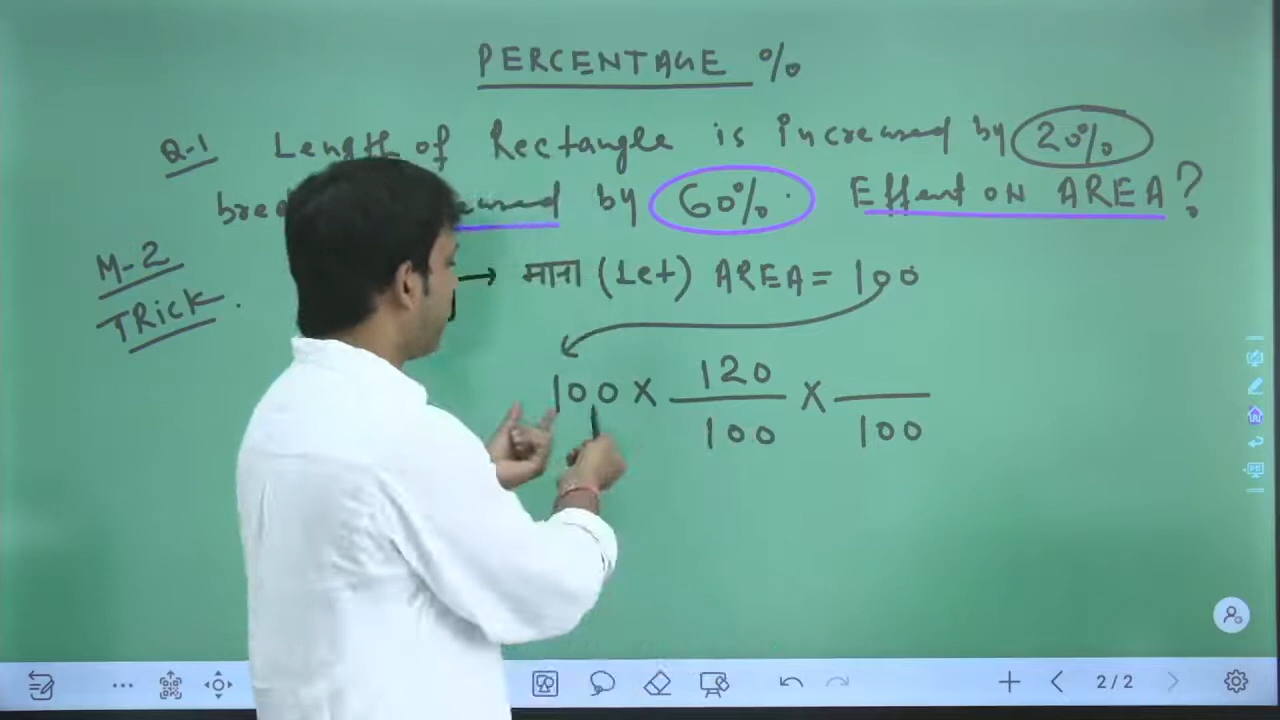 PERCENTAGE %
Q-1 Length of Rectangle is increased by 20%
by 60%. Effect ON AREA?
M-2
TRick.
→ माना (Let) AREA = 100
100 × 120/100 × /100
2/2